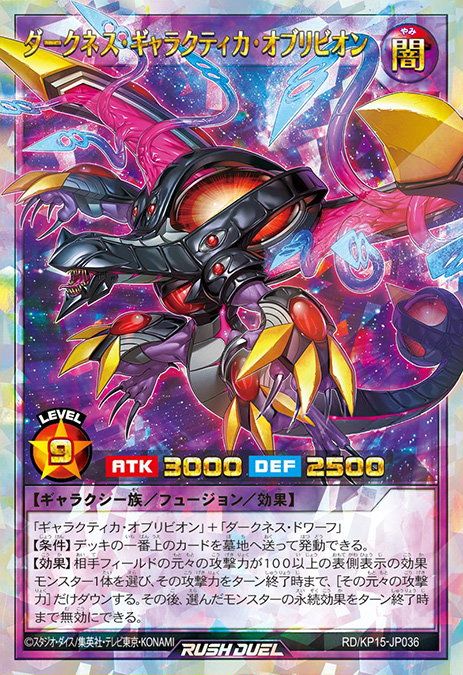 ダークネス・ギャラクティカ・オブリビオン
やみ
闇
LEVEL
9
ATK 3000 DEF 2500
【ギャラクシー族/フュージョン/効果】
「ギャラクティカ・オブリビオン」+「ダークネス・ドワーフ」
【条件】デッキの一番上のカードを墓地へ送って発動できる。
【効果】相手フィールドの元々の攻撃力が100以上の表側表示の効果
モンスター1体を選び、その攻撃力をターン終了時まで、[その元々の攻撃
力]だけダウンする。その後、選んだモンスターの永続効果をターン終了時
まで無効にできる。
©スタジオ・ダイス/集英社・テレビ東京・KONAMI
RUSH DUEL
RD/KP15-JP036